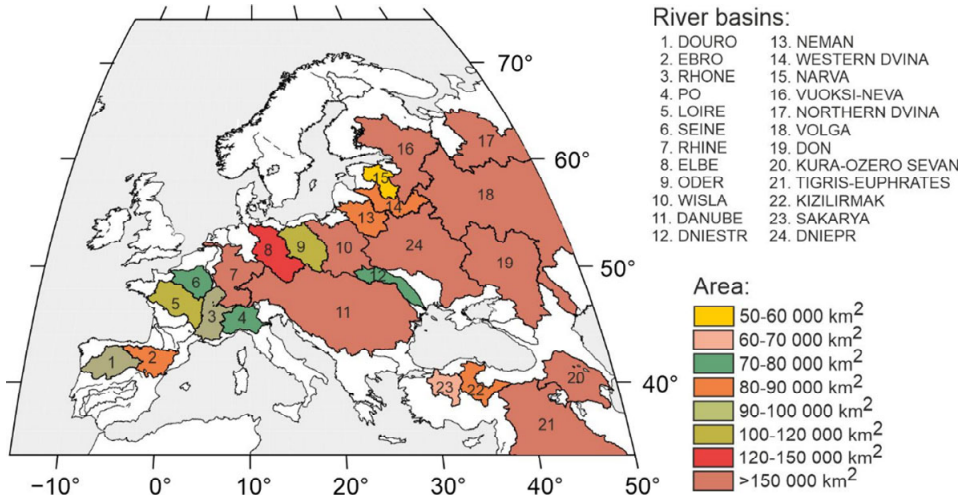 River basins:
1. DOURO
2. EBRO
3. RHONE
4. PO
5. LOIRE
6. SEINE
7. RHINE
8. ELBE
9. ODER
10. WISLA
11. DANUBE
12. DNIESTR
13. NEMAN
14. WESTERN DVINA
15. NARVA
16. VUOKSI-NEVA
17. NORTHERN DVINA
18. VOLGA
19. DON
20. KURA-OZERO SEVAN
21. TIGRIS-EUPHRATES
22. KIZILIRMAK
23. SAKARYA
24. DNIEPR
70°
60°
50°
40°
17
16
18
15
14
13
8
9
10
24
19
12
7
6
5
3
4
11
1
2
23
22
20
21
Area:
50-60 000 km²
60-70 000 km²
70-80 000 km²
80-90 000 km²
90-100 000 km²
100-120 000 km²
120-150 000 km²
>150 000 km²
−10° 0° 10° 20° 30° 40° 50°